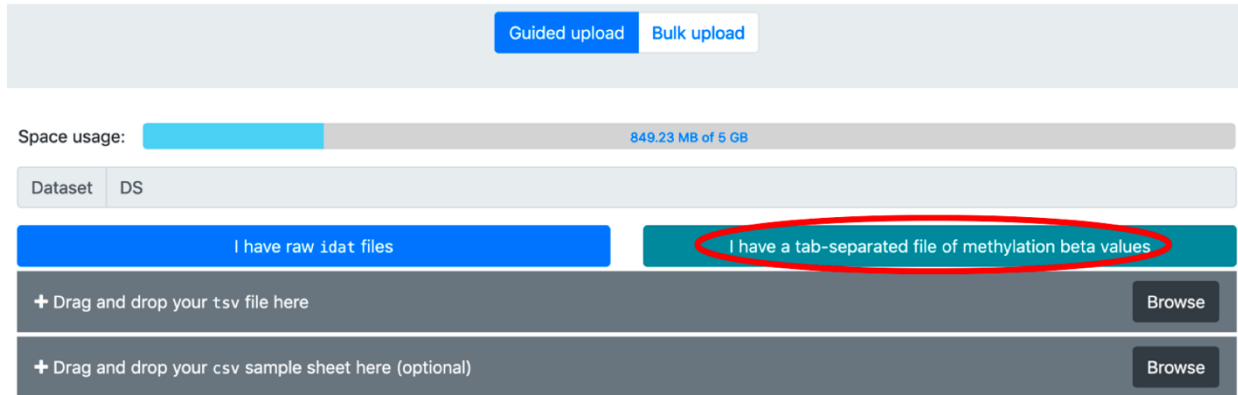 Guided upload Bulk upload
Space usage: 849.23 MB of 5 GB
Dataset DS
I have raw idat files I have a tab-separated file of methylation beta values
+ Drag and drop your tsv file here Browse
+ Drag and drop your csv sample sheet here (optional) Browse